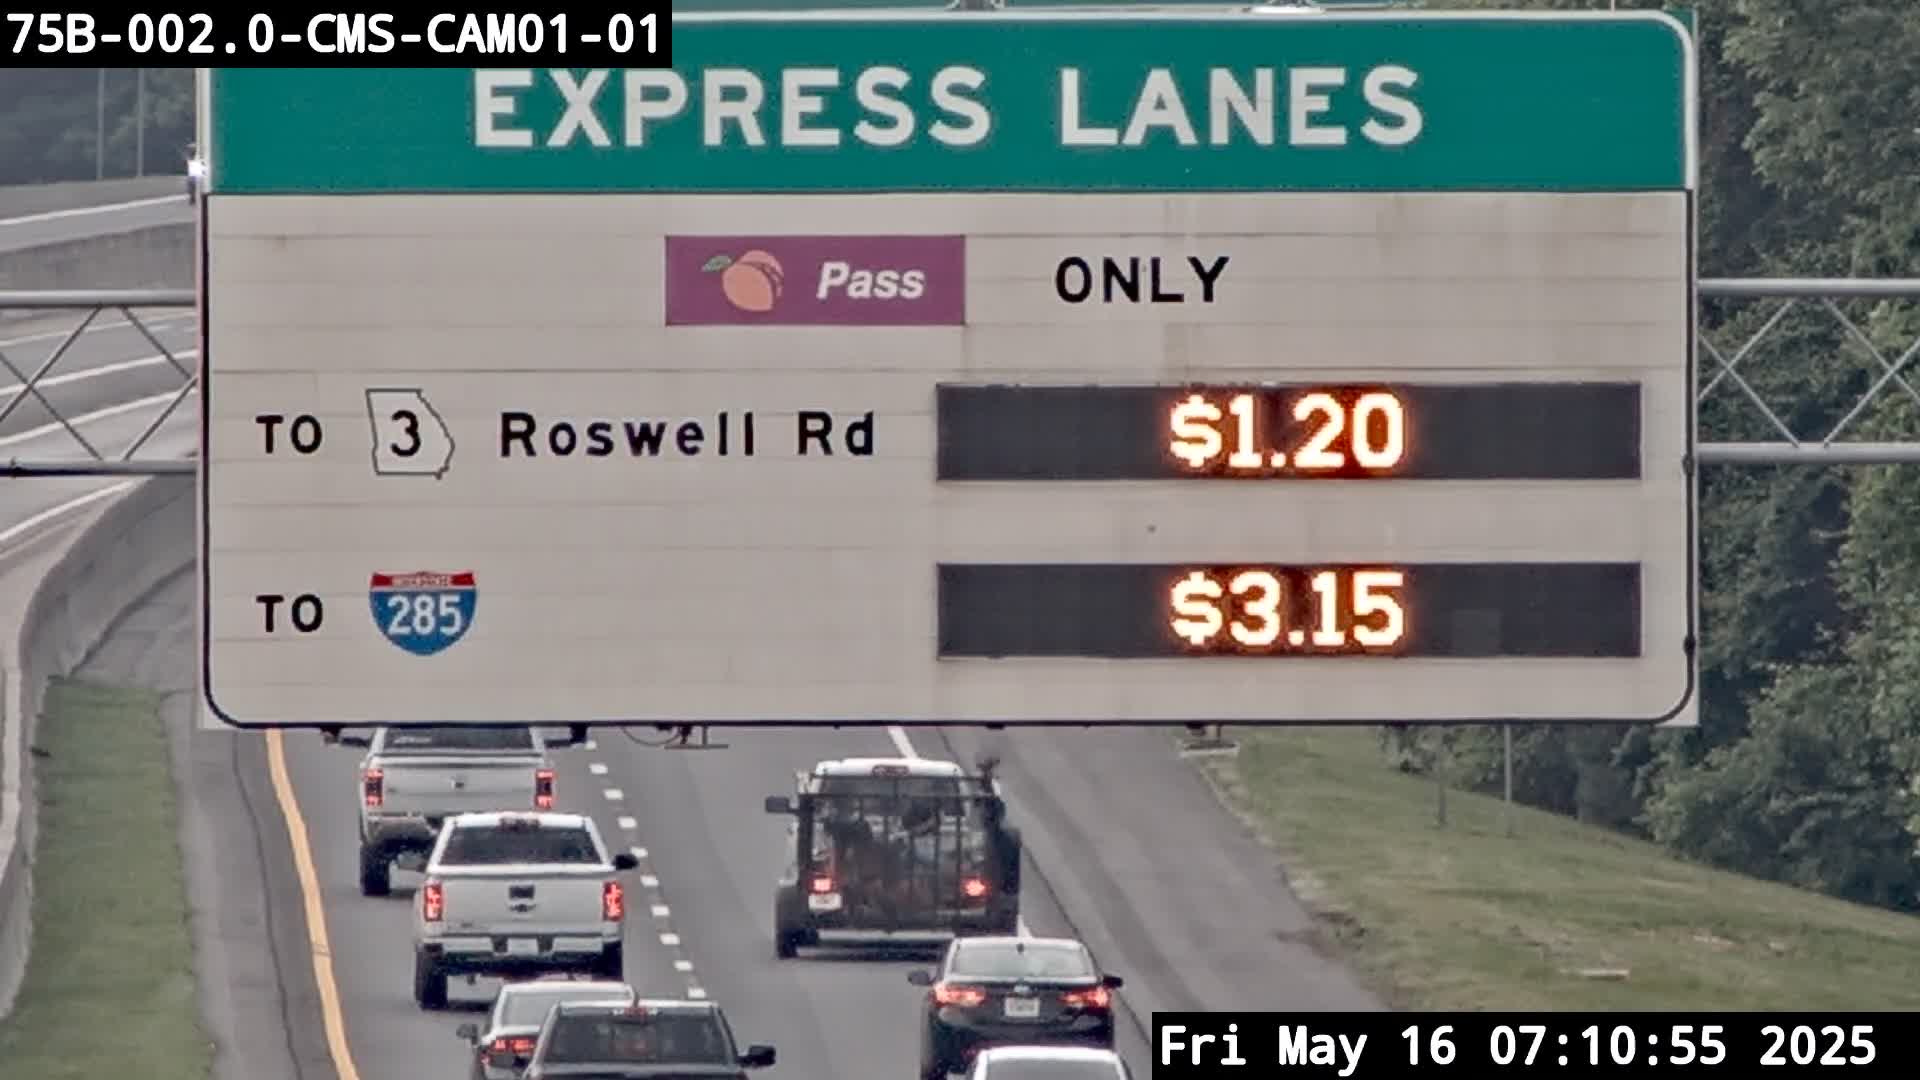 75B-002.0-CMS-CAM01-01
EXPRESS LANES
Pass ONLY
TO 3 Roswell Rd $1.20
TO 285 $3.15
Fri May 16 07:10:55 2025